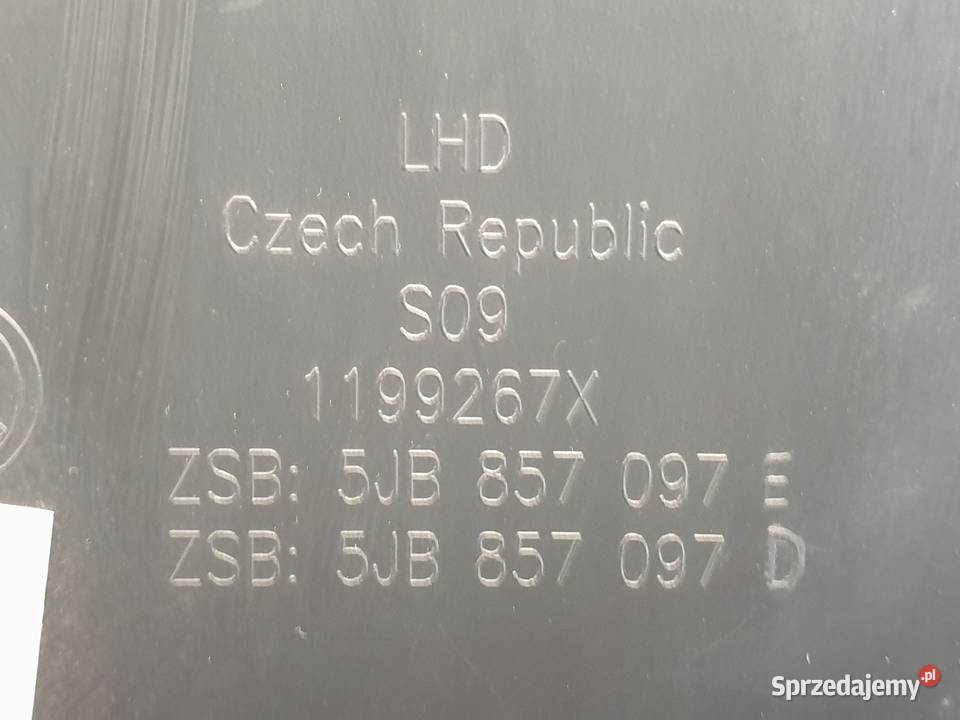 LHD
Czech Republic
S09
1199267X
ZSB: 5JB 857 097 E
ZSB: 5JB 857 097 D
Sprzedajemy.pl